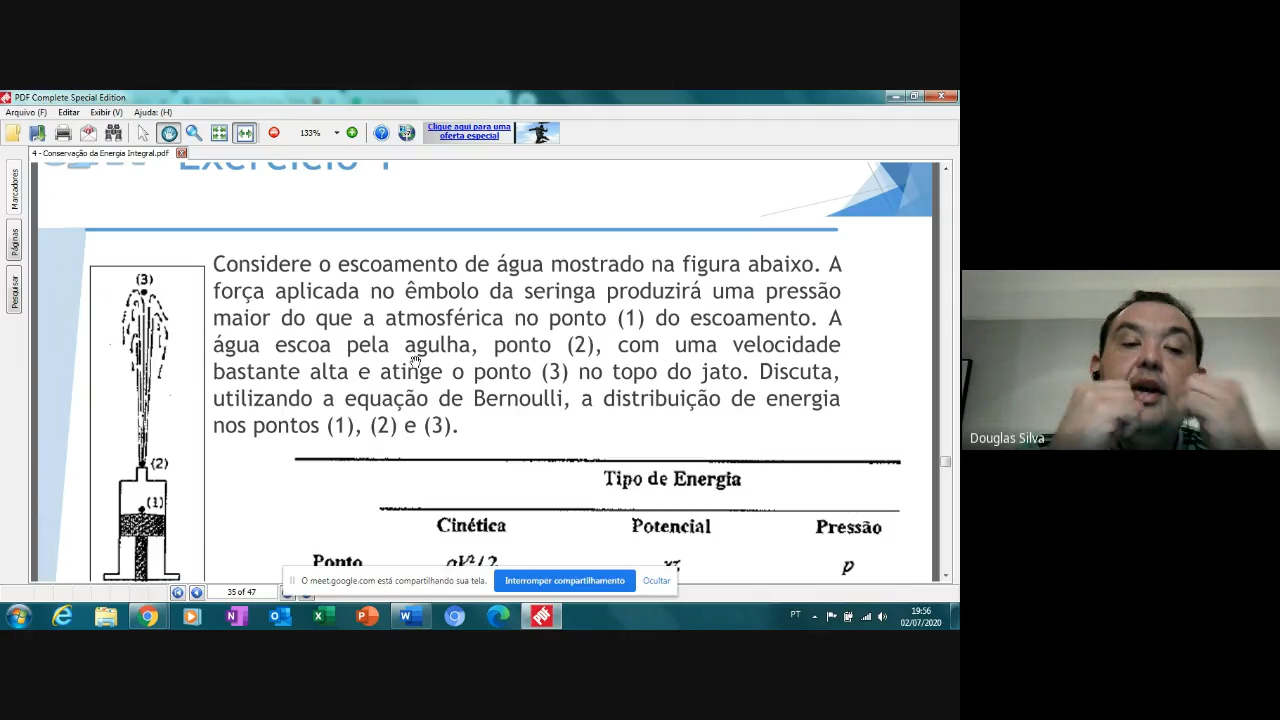 PDF Complete Special Edition
Arquivo (F) Editar Exibir (V) Ajuda: (H)
133%
Clique aqui para uma
oferta especial
4 - Conservação da Energia Integral.pdf
Marcadores
Páginas
Pesquisar
Considere o escoamento de água mostrado na figura abaixo. A
força aplicada no êmbolo da seringa produzirá uma pressão
maior do que a atmosférica no ponto (1) do escoamento. A
água escoa pela agulha, ponto (2), com uma velocidade
bastante alta e atinge o ponto (3) no topo do jato. Discuta,
utilizando a equação de Bernoulli, a distribuição de energia
nos pontos (1), (2) e (3).
(3)
(2)
(1)
Tipo de Energia
Cinética Potencial Pressão
Ponto p
O meet.google.com está compartilhando sua tela.
Interromper compartilhamento
Ocultar
35 of 47
PT
19:56
02/07/2020
Douglas Silva